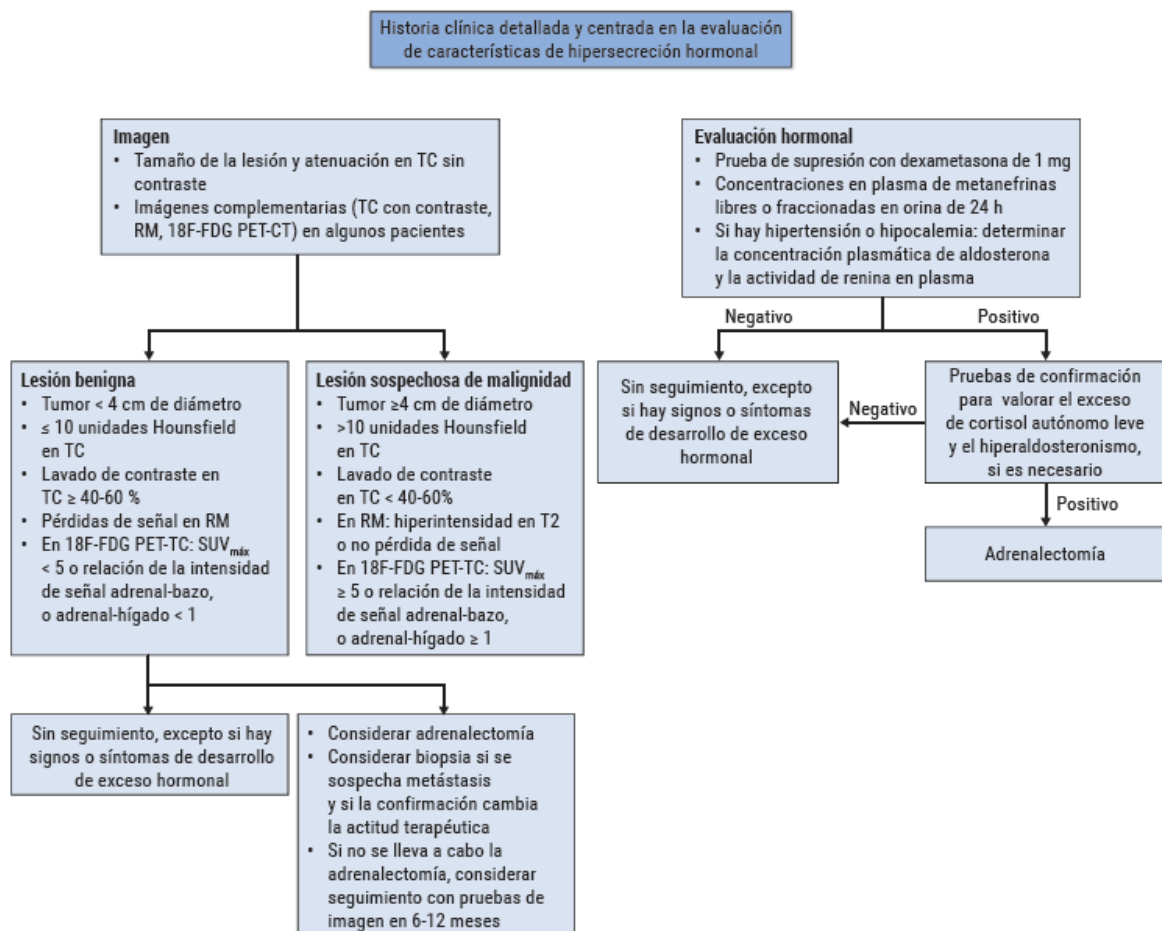 Historia clínica detallada y centrada en la evaluación
de características de hipersecreción hormonal
Imagen
• Tamaño de la lesión y atenuación en TC sin
contraste
• Imágenes complementarias (TC con contraste,
RM, 18F-FDG PET-CT) en algunos pacientes
Evaluación hormonal
• Prueba de supresión con dexametasona de 1 mg
• Concentraciones en plasma de metanefrinas
libres o fraccionadas en orina de 24 h
• Si hay hipertensión o hipocalemia: determinar
la concentración plasmática de aldosterona
y la actividad de renina en plasma
Negativo
Positivo
Lesión benigna
• Tumor < 4 cm de diámetro
• ≤ 10 unidades Hounsfield
en TC
• Lavado de contraste en
TC ≥ 40-60 %
• Pérdidas de señal en RM
• En 18F-FDG PET-TC: SUVmáx
< 5 o relación de la intensidad
de señal adrenal-bazo,
o adrenal-hígado < 1
Lesión sospechosa de malignidad
• Tumor ≥4 cm de diámetro
• >10 unidades Hounsfield
en TC
• Lavado de contraste
en TC < 40-60%
• En RM: hiperintensidad en T2
o no pérdida de señal
• En 18F-FDG PET-TC: SUVmáx
≥ 5 o relación de la intensidad
de señal adrenal-bazo,
o adrenal-hígado ≥ 1
Sin seguimiento, excepto
si hay signos o síntomas
de desarrollo de exceso
hormonal
Negativo
Pruebas de confirmación
para valorar el exceso
de cortisol autónomo leve
y el hiperaldosteronismo,
si es necesario
Positivo
Adrenalectomía
Sin seguimiento, excepto si hay
signos o síntomas de desarrollo
de exceso hormonal
• Considerar adrenalectomía
• Considerar biopsia si se
sospecha metástasis
y si la confirmación cambia
la actitud terapéutica
• Si no se lleva a cabo la
adrenalectomía, considerar
seguimiento con pruebas de
imagen en 6-12 meses